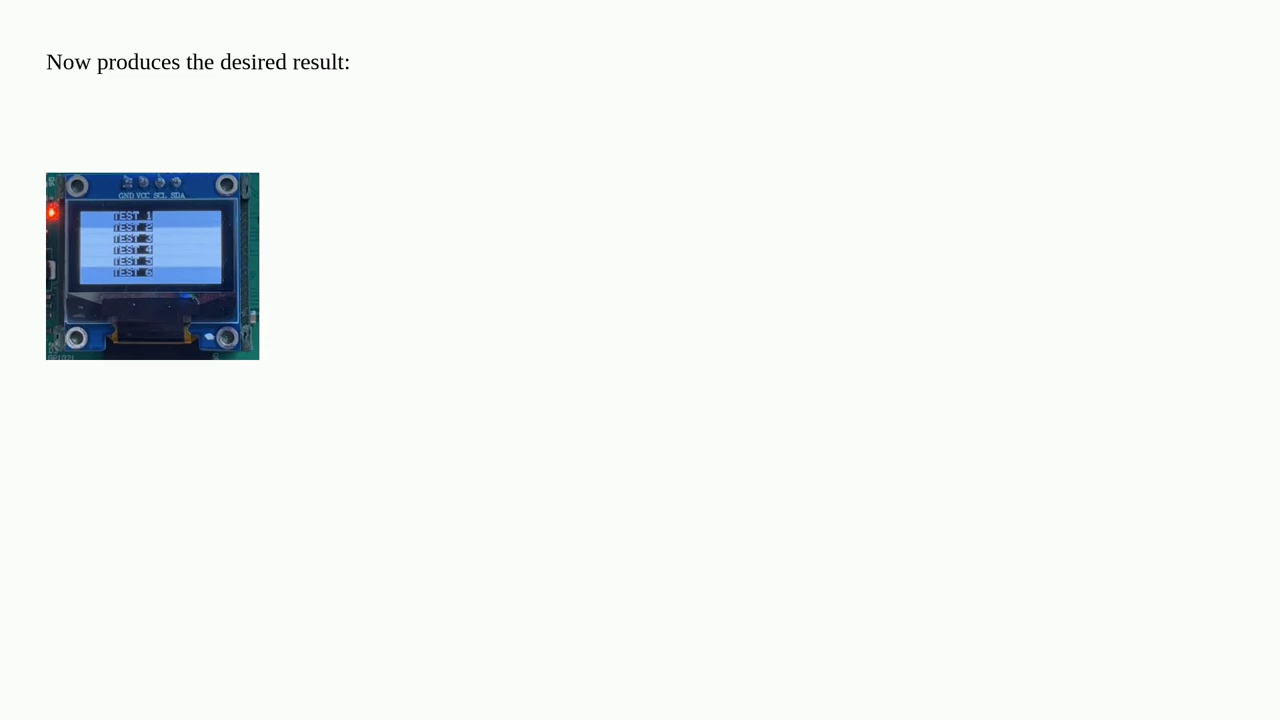 Now produces the desired result:
GND VCC SCL SDA
TEST 1
TEST 2
TEST 3
TEST 4
TEST 5
TEST 6